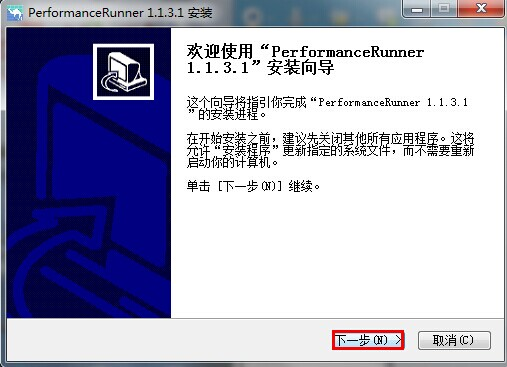 PerformanceRunner 1.1.3.1 安装
欢迎使用“PerformanceRunner
1.1.3.1”安装向导
这个向导将指引你完成“PerformanceRunner 1.1.3.1
”的安装进程。
在开始安装之前，建议先关闭其他所有应用程序。这将
允许“安装程序”更新指定的系统文件，而不需要重新
启动你的计算机。
单击 [下一步(N)] 继续。
下一步(N) >
取消(C)